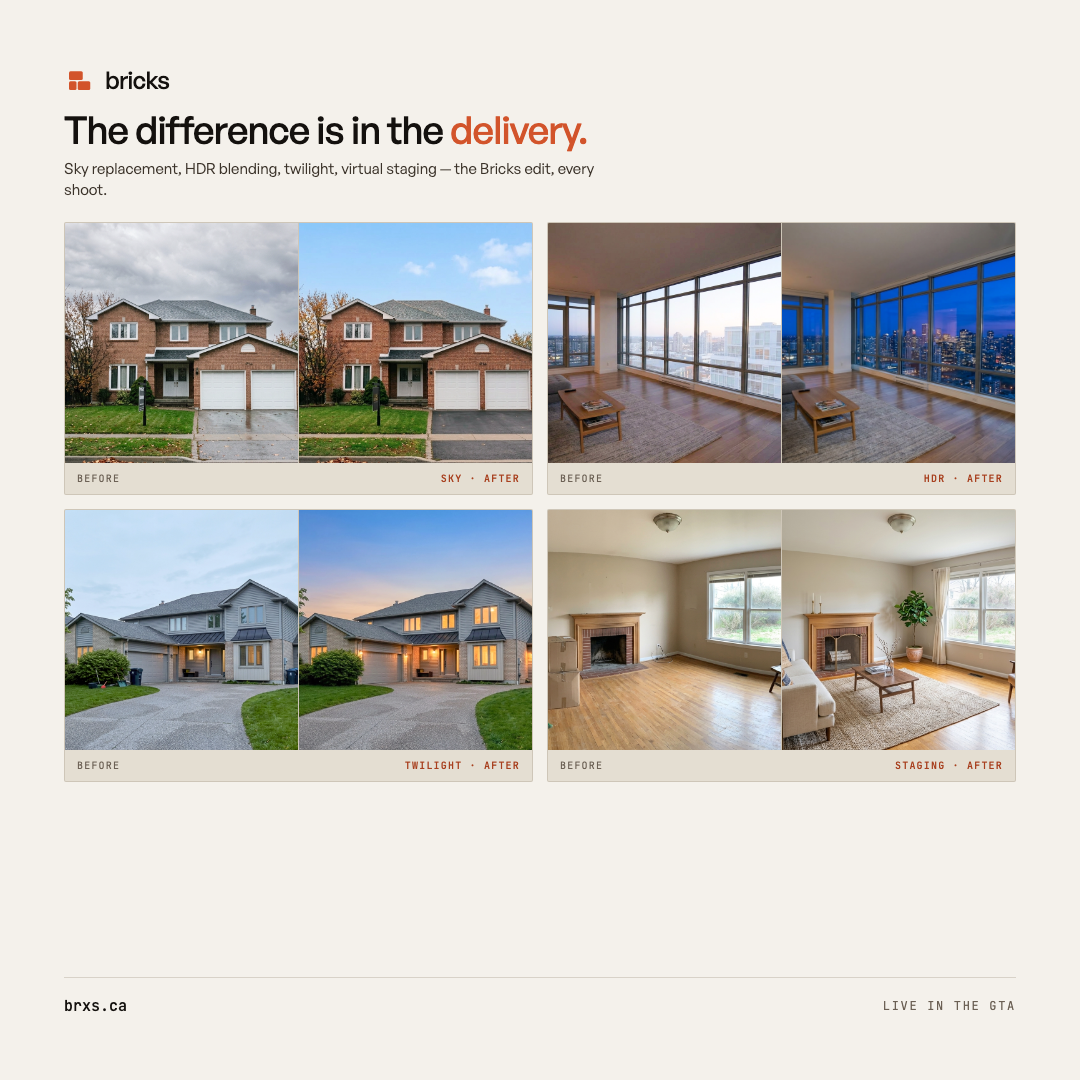 bricks
The difference is in the delivery.
Sky replacement, HDR blending, twilight, virtual staging — the Bricks edit, every
shoot.
BEFORE
SKY · AFTER
BEFORE
HDR · AFTER
BEFORE
TWILIGHT · AFTER
BEFORE
STAGING · AFTER
brxs.ca
LIVE IN THE GTA